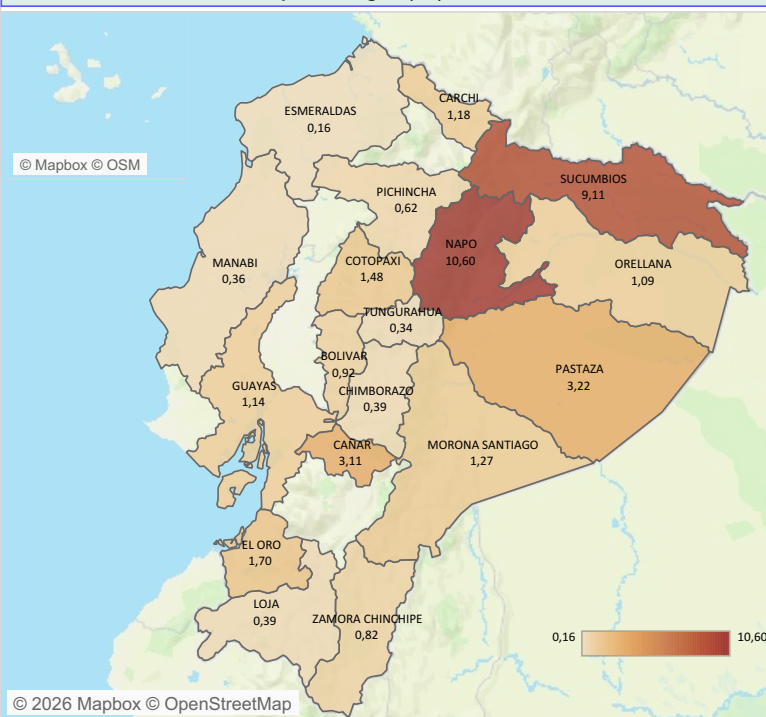 CARCHI
1,18
ESMERALDAS
0,16
© Mapbox © OSM
SUCUMBIOS
9,11
PICHINCHA
0,62
NAPO
10,60
MANABI
0,36
COTOPAXI
1,48
ORELLANA
1,09
TUNGURAHUA
0,34
BOLIVAR
0,92
PASTAZA
3,22
GUAYAS
1,14
CHIMBORAZO
0,39
CAÑAR
3,11
MORONA SANTIAGO
1,27
EL ORO
1,70
LOJA
0,39
ZAMORA CHINCHIPE
0,82
0,16
10,60
© 2026 Mapbox © OpenStreetMap